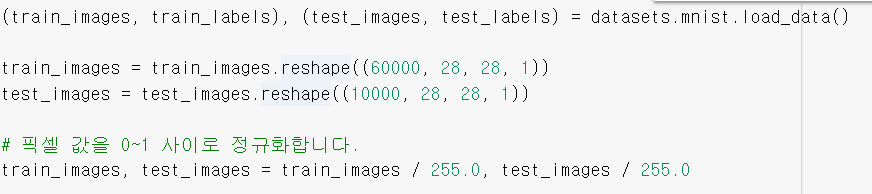 (train_images, train_labels), (test_images, test_labels) = datasets.mnist.load_data()
train_images = train_images.reshape((60000, 28, 28, 1))
test_images = test_images.reshape((10000, 28, 28, 1))
# 픽셀 값을 0~1 사이로 정규화합니다.
train_images, test_images = train_images / 255.0, test_images / 255.0